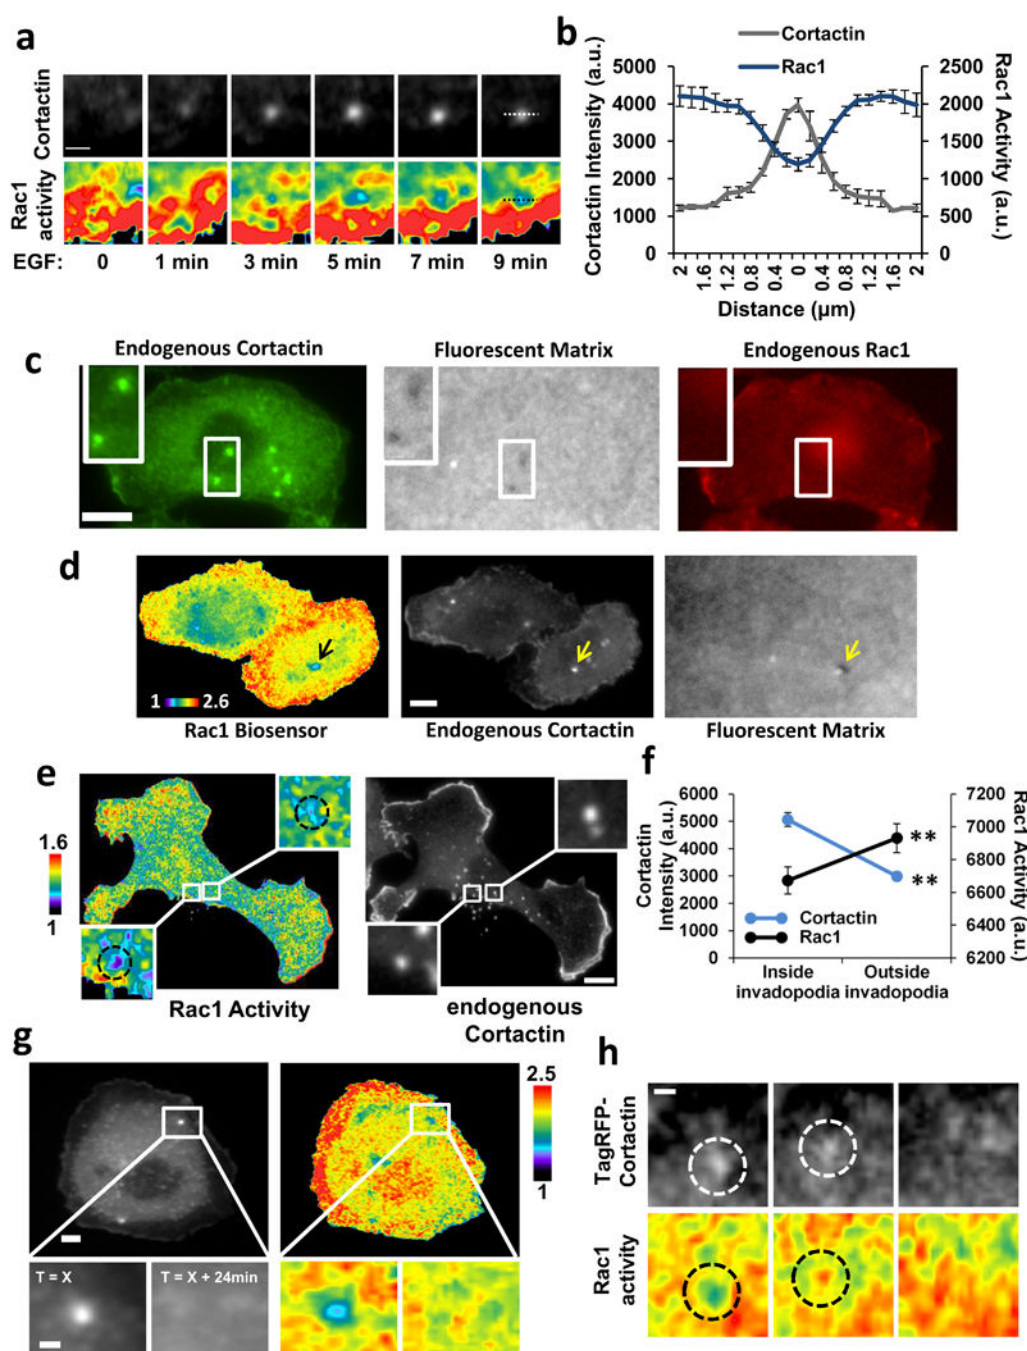 a
Cortactin
Rac1
activity
EGF:
0
1 min
3 min
5 min
7 min
9 min
b
Cortactin
Rac1
Cortactin Intensity (a.u.)
5000
4000
3000
2000
1000
0
Rac1 Activity
(a.u.)
2500
2000
1500
1000
500
0
2
1.6
1.2
0.8
0.4
0
0.4
0.8
1.2
1.6
2
Distance (µm)
c
Endogenous Cortactin
Fluorescent Matrix
Endogenous Rac1
d
1
2.6
Rac1 Biosensor
Endogenous Cortactin
Fluorescent Matrix
e
1.6
1
Rac1 Activity
endogenous
Cortactin
f
Cortactin
Intensity (a.u.)
6000
5000
4000
3000
2000
1000
0
Rac1
Activity (a.u.)
7200
7000
6800
6600
6400
6200
**
**
Cortactin
Rac1
Inside
invadopodia
Outside
invadopodia
g
2.5
1
T = X
T = X + 24min
h
TagRFP-
Cortactin
Rac1
activity